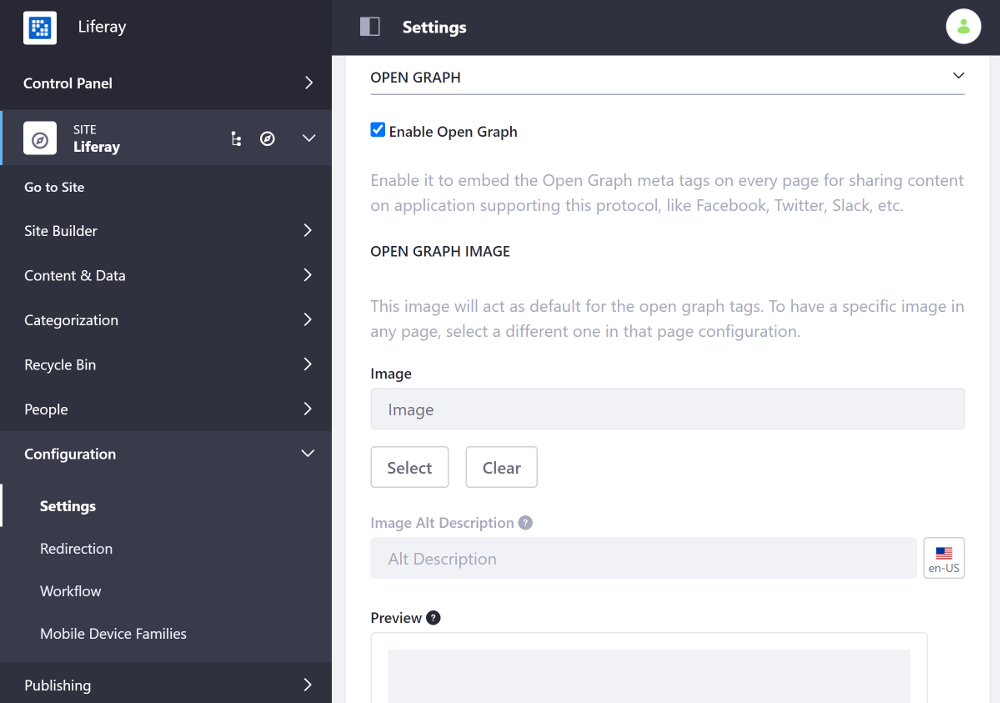 Liferay
Settings
Control Panel
SITE
Liferay
Go to Site
Site Builder
Content & Data
Categorization
Recycle Bin
People
Configuration
Settings
Redirection
Workflow
Mobile Device Families
Publishing
OPEN GRAPH
Enable Open Graph
Enable it to embed the Open Graph meta tags on every page for sharing content
on application supporting this protocol, like Facebook, Twitter, Slack, etc.
OPEN GRAPH IMAGE
This image will act as default for the open graph tags. To have a specific image in
any page, select a different one in that page configuration.
Image
Image
Select Clear
Image Alt Description ?
Alt Description
en-US
Preview ?